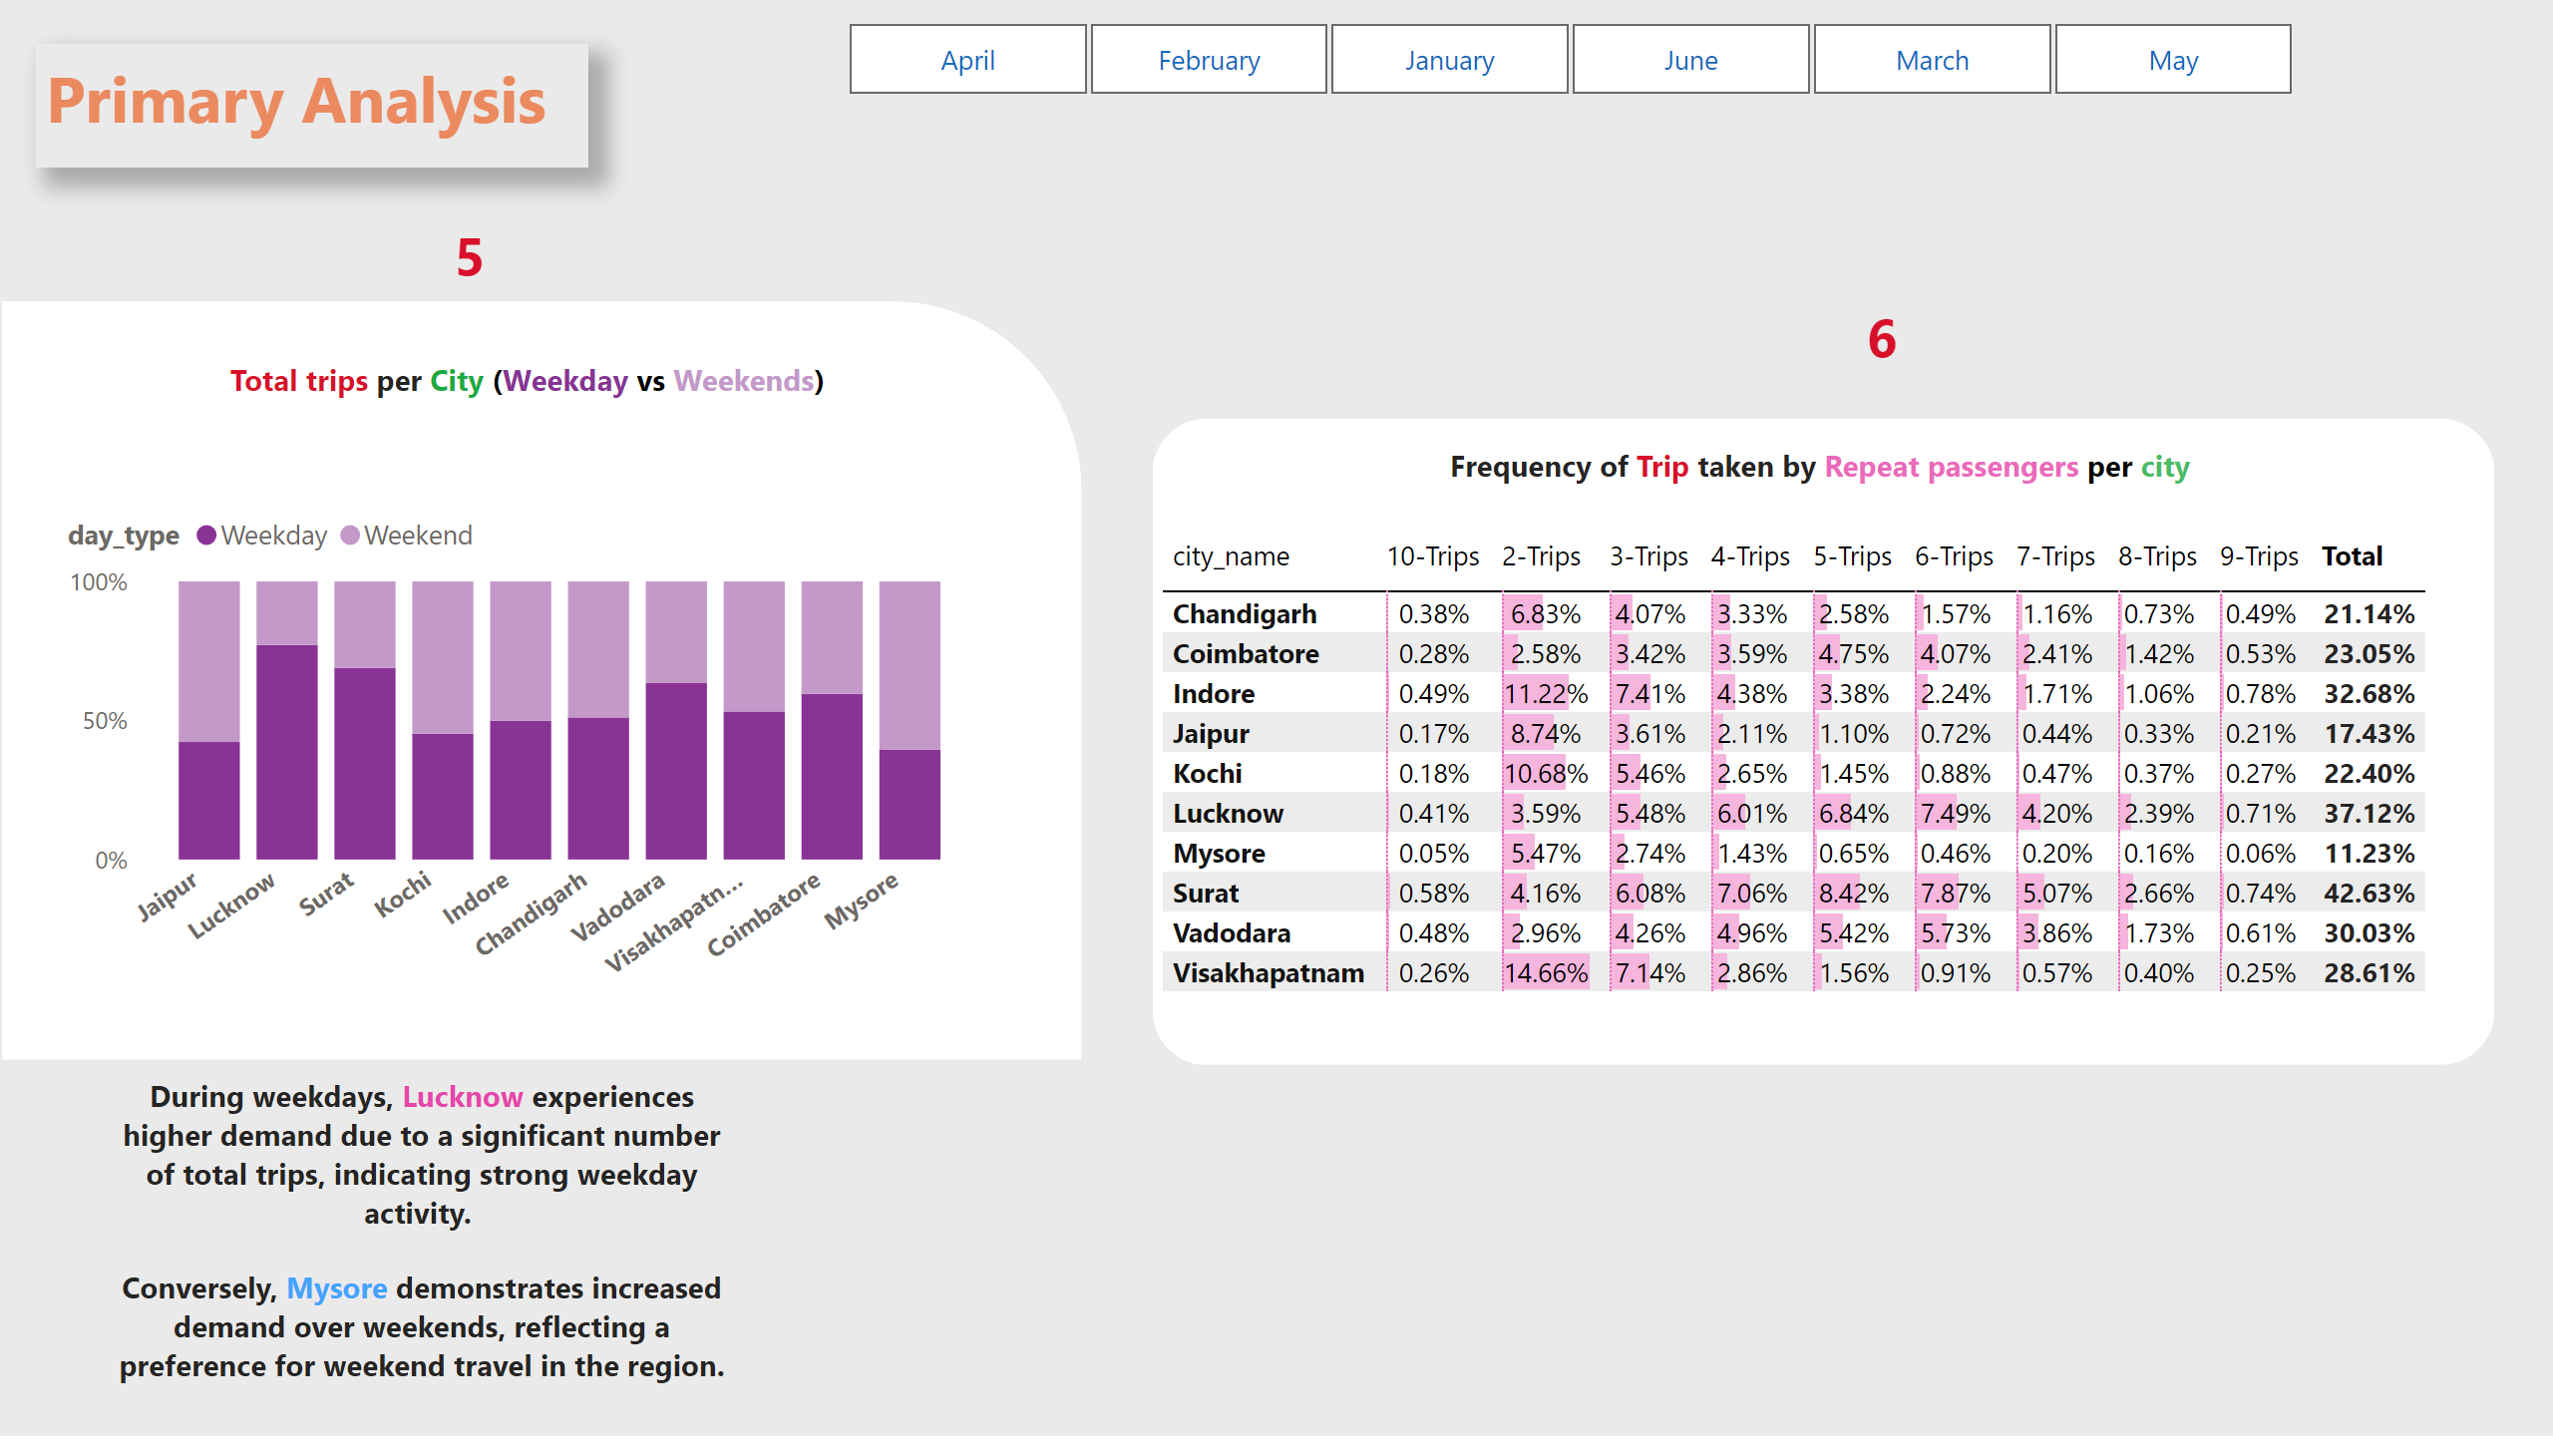 Primary Analysis
April February January June March May
5
Total trips per City (Weekday vs Weekends)
day_type Weekday Weekend
100%
50%
0%
Jaipur Lucknow Surat Kochi Indore Chandigarh Vadodara Visakhapatn... Coimbatore Mysore
During weekdays, Lucknow experiences
higher demand due to a significant number
of total trips, indicating strong weekday
activity.
Conversely, Mysore demonstrates increased
demand over weekends, reflecting a
preference for weekend travel in the region.
6
Frequency of Trip taken by Repeat passengers per city
city_name 10-Trips 2-Trips 3-Trips 4-Trips 5-Trips 6-Trips 7-Trips 8-Trips 9-Trips Total
Chandigarh 0.38% 6.83% 4.07% 3.33% 2.58% 1.57% 1.16% 0.73% 0.49% 21.14%
Coimbatore 0.28% 2.58% 3.42% 3.59% 4.75% 4.07% 2.41% 1.42% 0.53% 23.05%
Indore 0.49% 11.22% 7.41% 4.38% 3.38% 2.24% 1.71% 1.06% 0.78% 32.68%
Jaipur 0.17% 8.74% 3.61% 2.11% 1.10% 0.72% 0.44% 0.33% 0.21% 17.43%
Kochi 0.18% 10.68% 5.46% 2.65% 1.45% 0.88% 0.47% 0.37% 0.27% 22.40%
Lucknow 0.41% 3.59% 5.48% 6.01% 6.84% 7.49% 4.20% 2.39% 0.71% 37.12%
Mysore 0.05% 5.47% 2.74% 1.43% 0.65% 0.46% 0.20% 0.16% 0.06% 11.23%
Surat 0.58% 4.16% 6.08% 7.06% 8.42% 7.87% 5.07% 2.66% 0.74% 42.63%
Vadodara 0.48% 2.96% 4.26% 4.96% 5.42% 5.73% 3.86% 1.73% 0.61% 30.03%
Visakhapatnam 0.26% 14.66% 7.14% 2.86% 1.56% 0.91% 0.57% 0.40% 0.25% 28.61%